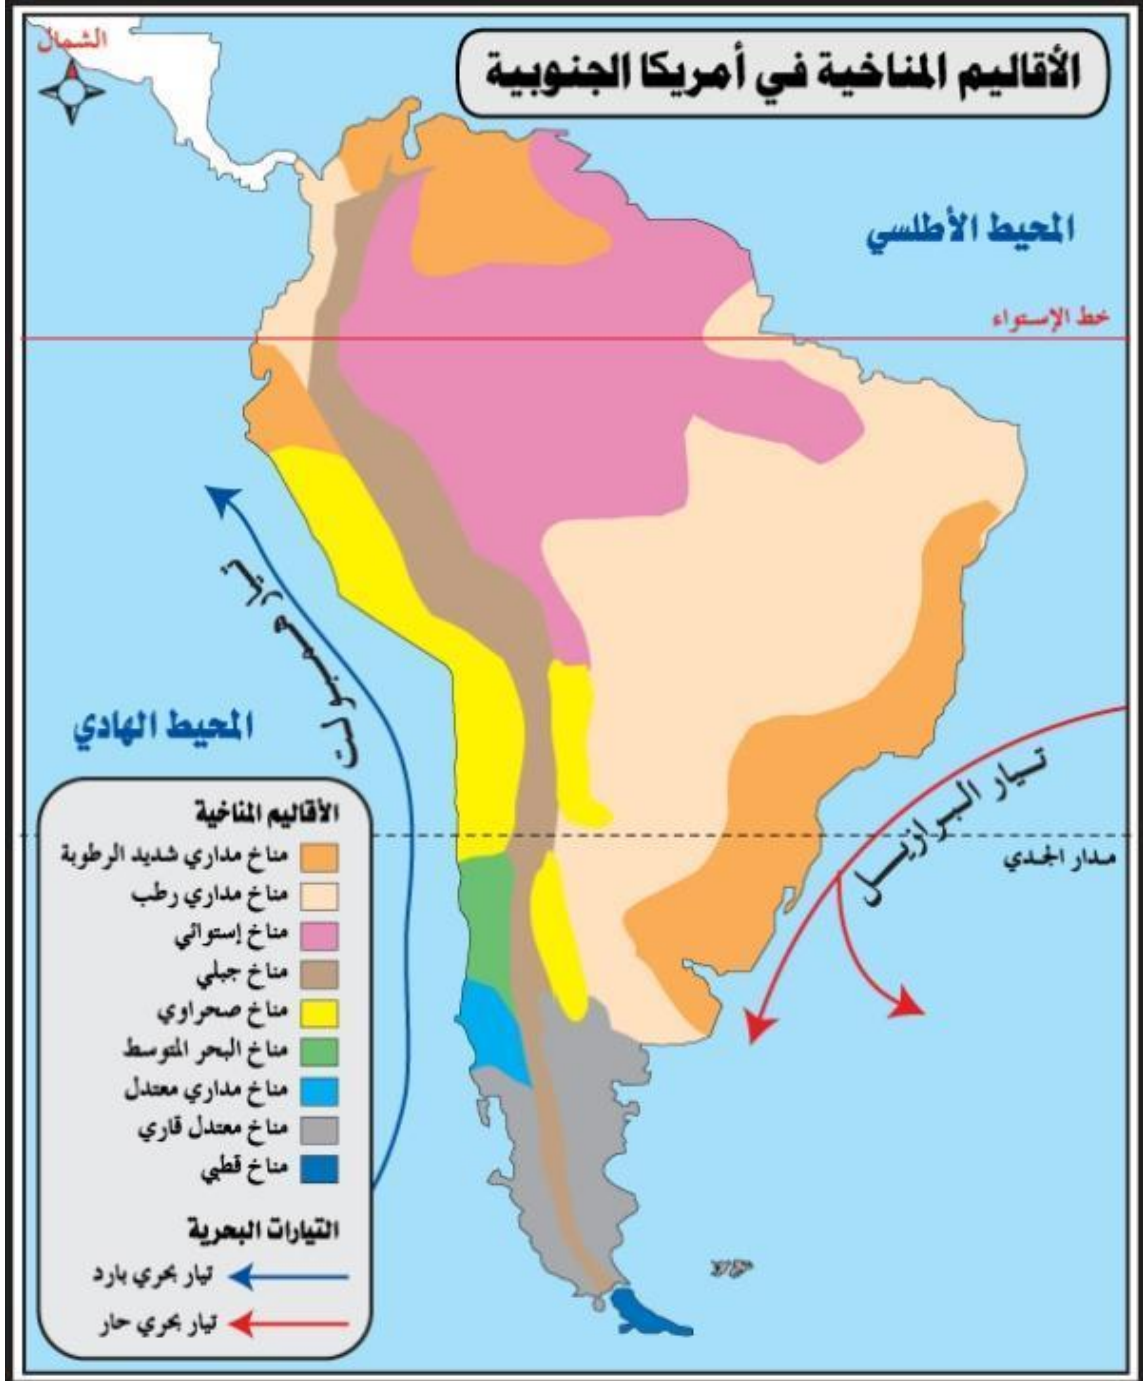 الأقاليم المناخية في أمريكا الجنوبية
الشمال
المحيط الأطلسي
خط الإستواء
تيار همبولت
المحيط الهادي
تيار البرازيل
مدار الجدي
الأقاليم المناخية
مناخ مداري شديد الرطوبة
مناخ مداري رطب
مناخ إستوائي
مناخ جبلي
مناخ صحراوي
مناخ البحر المتوسط
مناخ مداري معتدل
مناخ معتدل قاري
مناخ قطبي
التيارات البحرية
تيار بحري بارد
تيار بحري حار